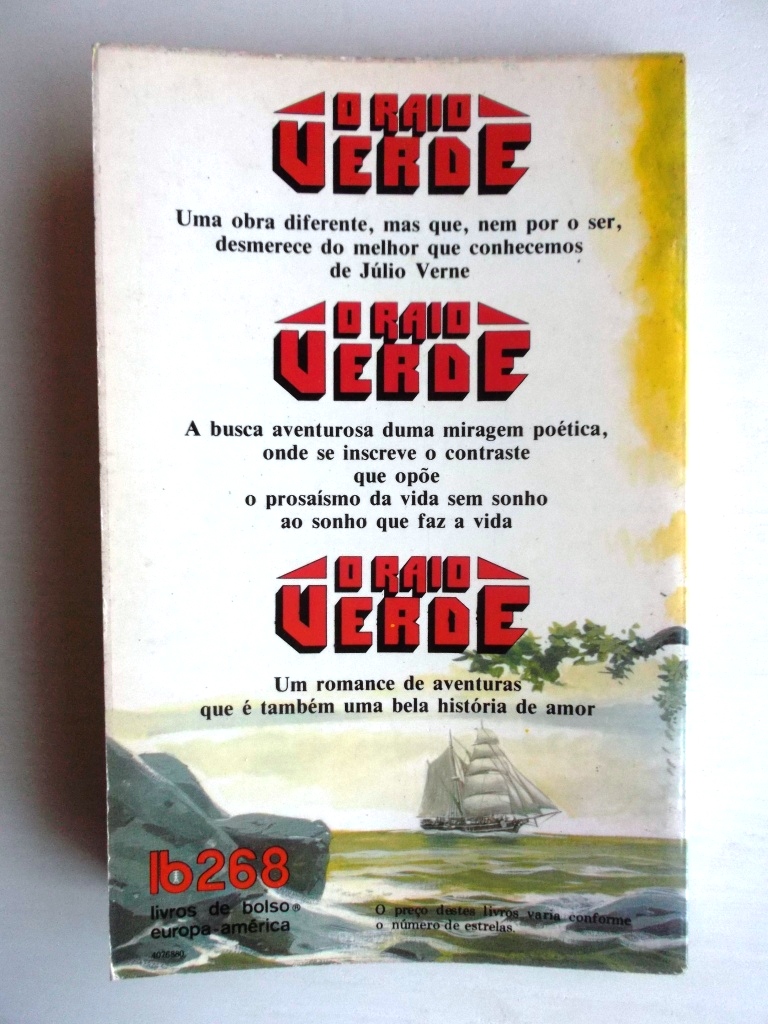 O RAIO
VERDE
Uma obra diferente, mas que, nem por o ser,
desmerece do melhor que conhecemos
de Júlio Verne
O RAIO
VERDE
A busca aventurosa duma miragem poética,
onde se inscreve o contraste
que opõe
o prosaísmo da vida sem sonho
ao sonho que faz a vida
O RAIO
VERDE
Um romance de aventuras
que é também uma bela história de amor
lb268
livros de bolso®
europa-américa
O preço destes livros varia conforme
o número de estrelas.